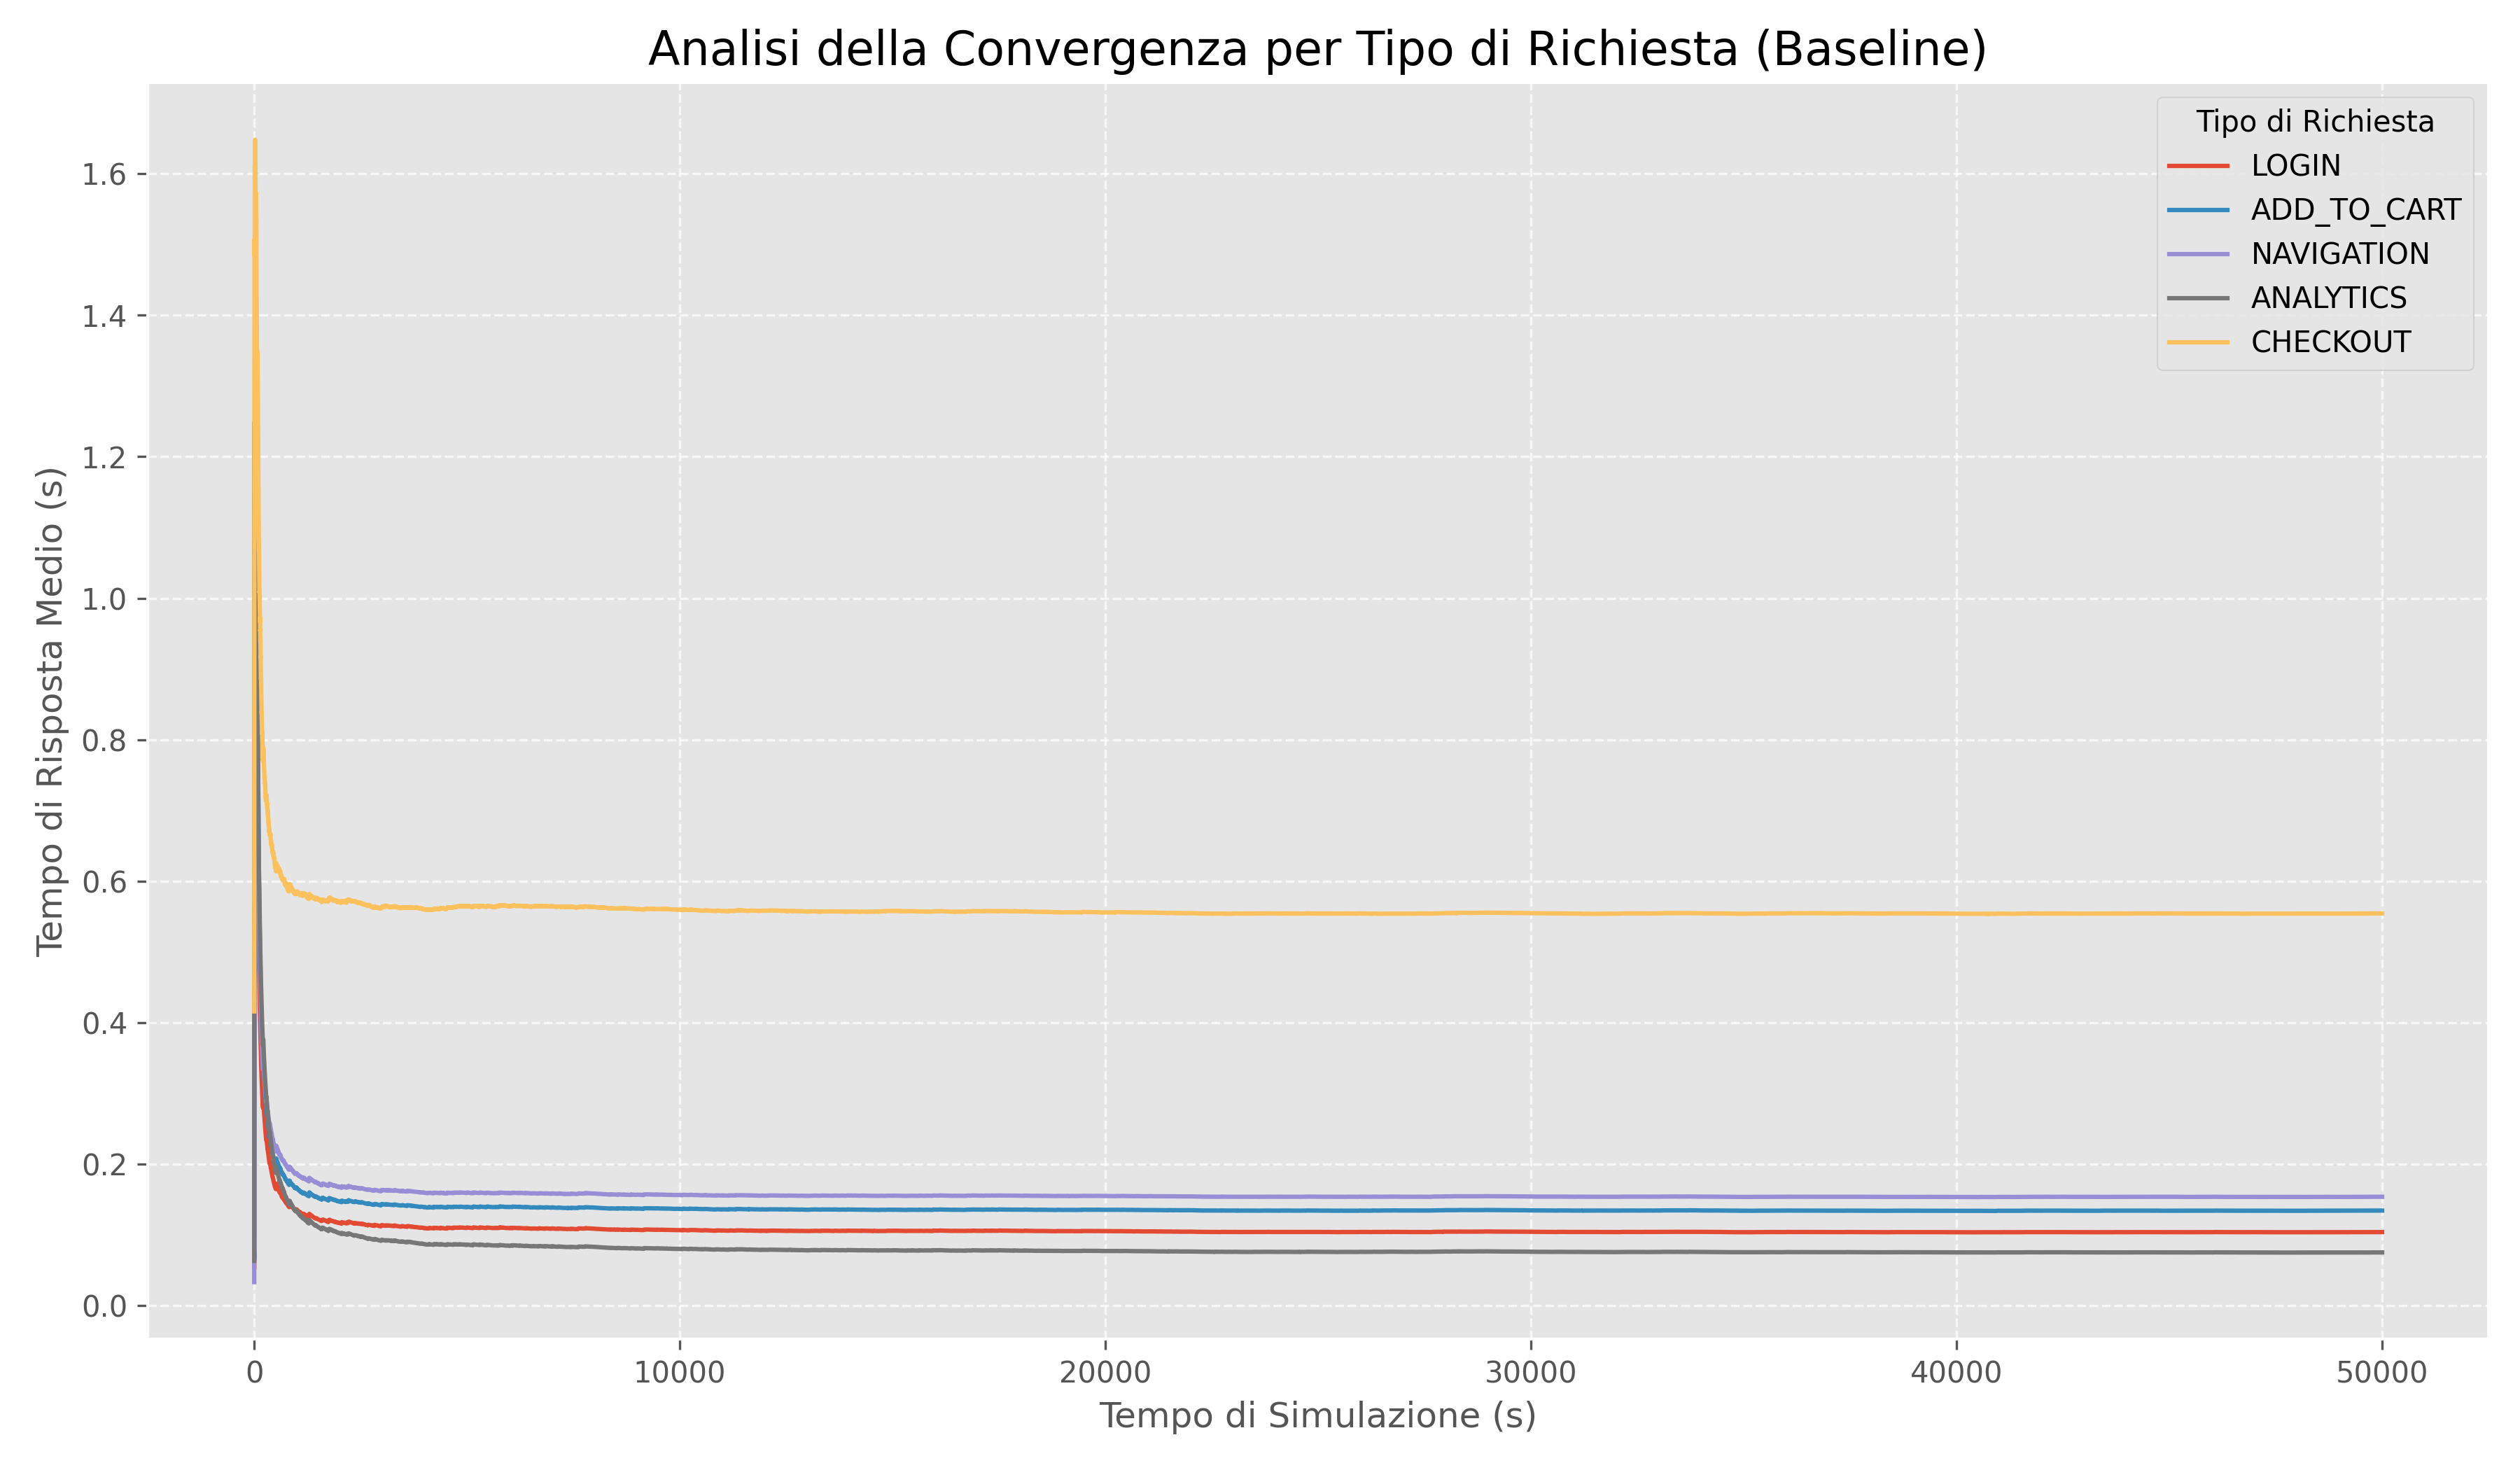 Analisi della Convergenza per Tipo di Richiesta (Baseline)
Tipo di Richiesta
LOGIN
ADD_TO_CART
NAVIGATION
ANALYTICS
CHECKOUT
Tempo di Risposta Medio (s)
1.6
1.4
1.2
1.0
0.8
0.6
0.4
0.2
0.0
0
10000
20000
30000
40000
50000
Tempo di Simulazione (s)